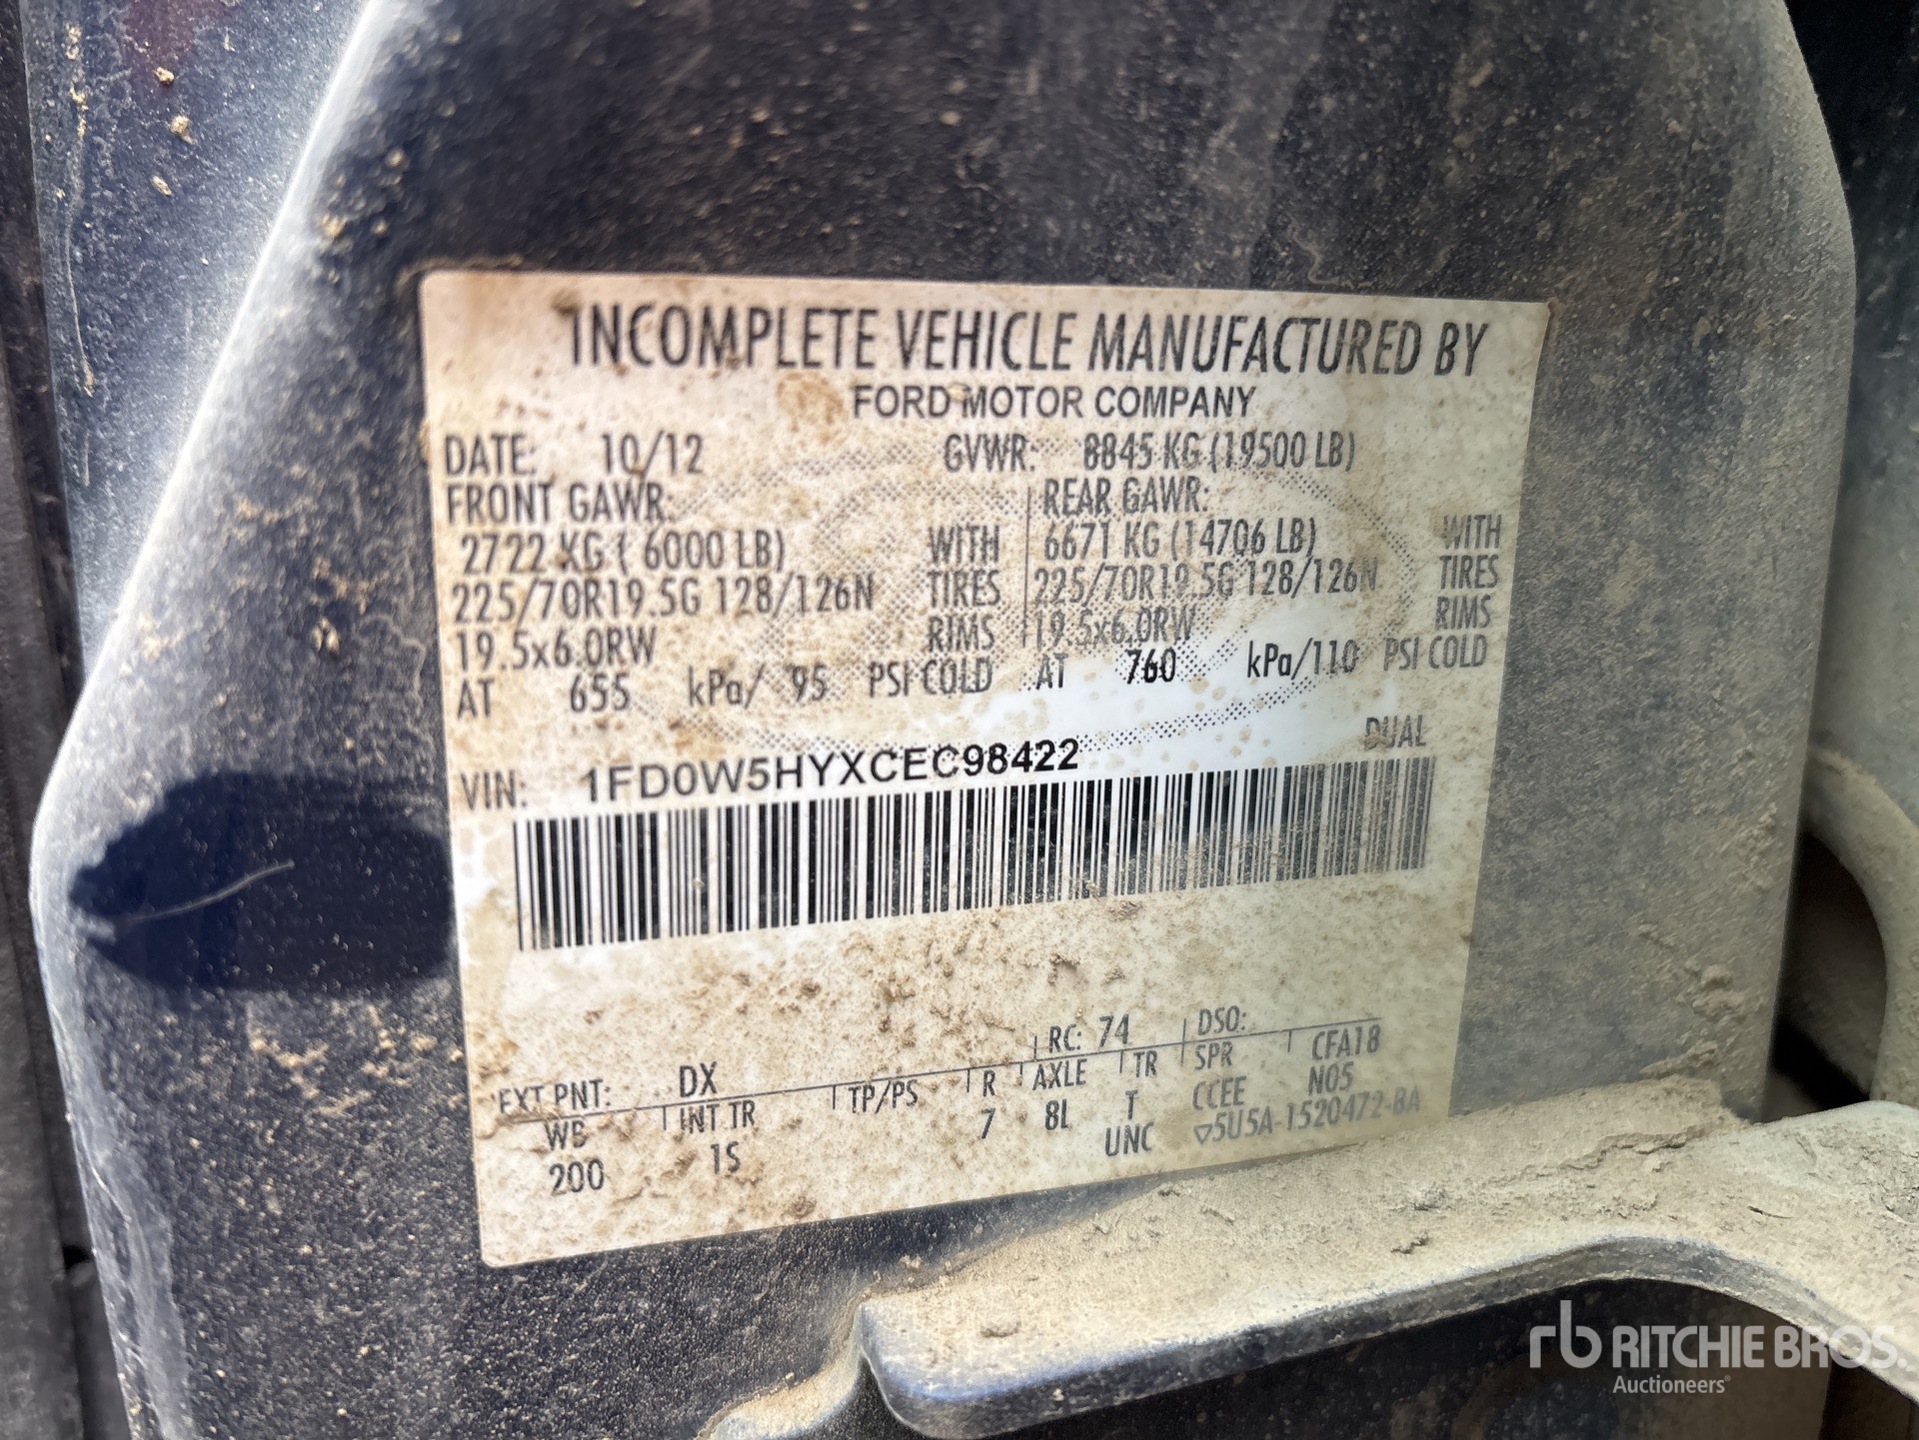 INCOMPLETE VEHICLE MANUFACTURED BY
FORD MOTOR COMPANY
DATE: 10/12 GVWR: 8845 KG (19500 LB)
FRONT GAWR: REAR GAWR:
2722 KG ( 6000 LB) WITH 6671 KG (14706 LB) WITH
225/70R19.5G 128/126N TIRES 225/70R19.5G 128/126N TIRES
19.5x6.0RW RIMS 19.5x6.0RW RIMS
AT 655 kPa/ 95 PSI COLD AT 760 kPa/110 PSI COLD
DUAL
VIN: 1FD0W5HYXCEC98422
EXT PNT: DX RC: 74 DSO:
WB INT TR TP/PS R AXLE TR SPR CFA18
200 1S 7 8L T CCEE N05
UNC ▽5U5A-1520472-BA
rb RITCHIE BROS.
Auctioneers®